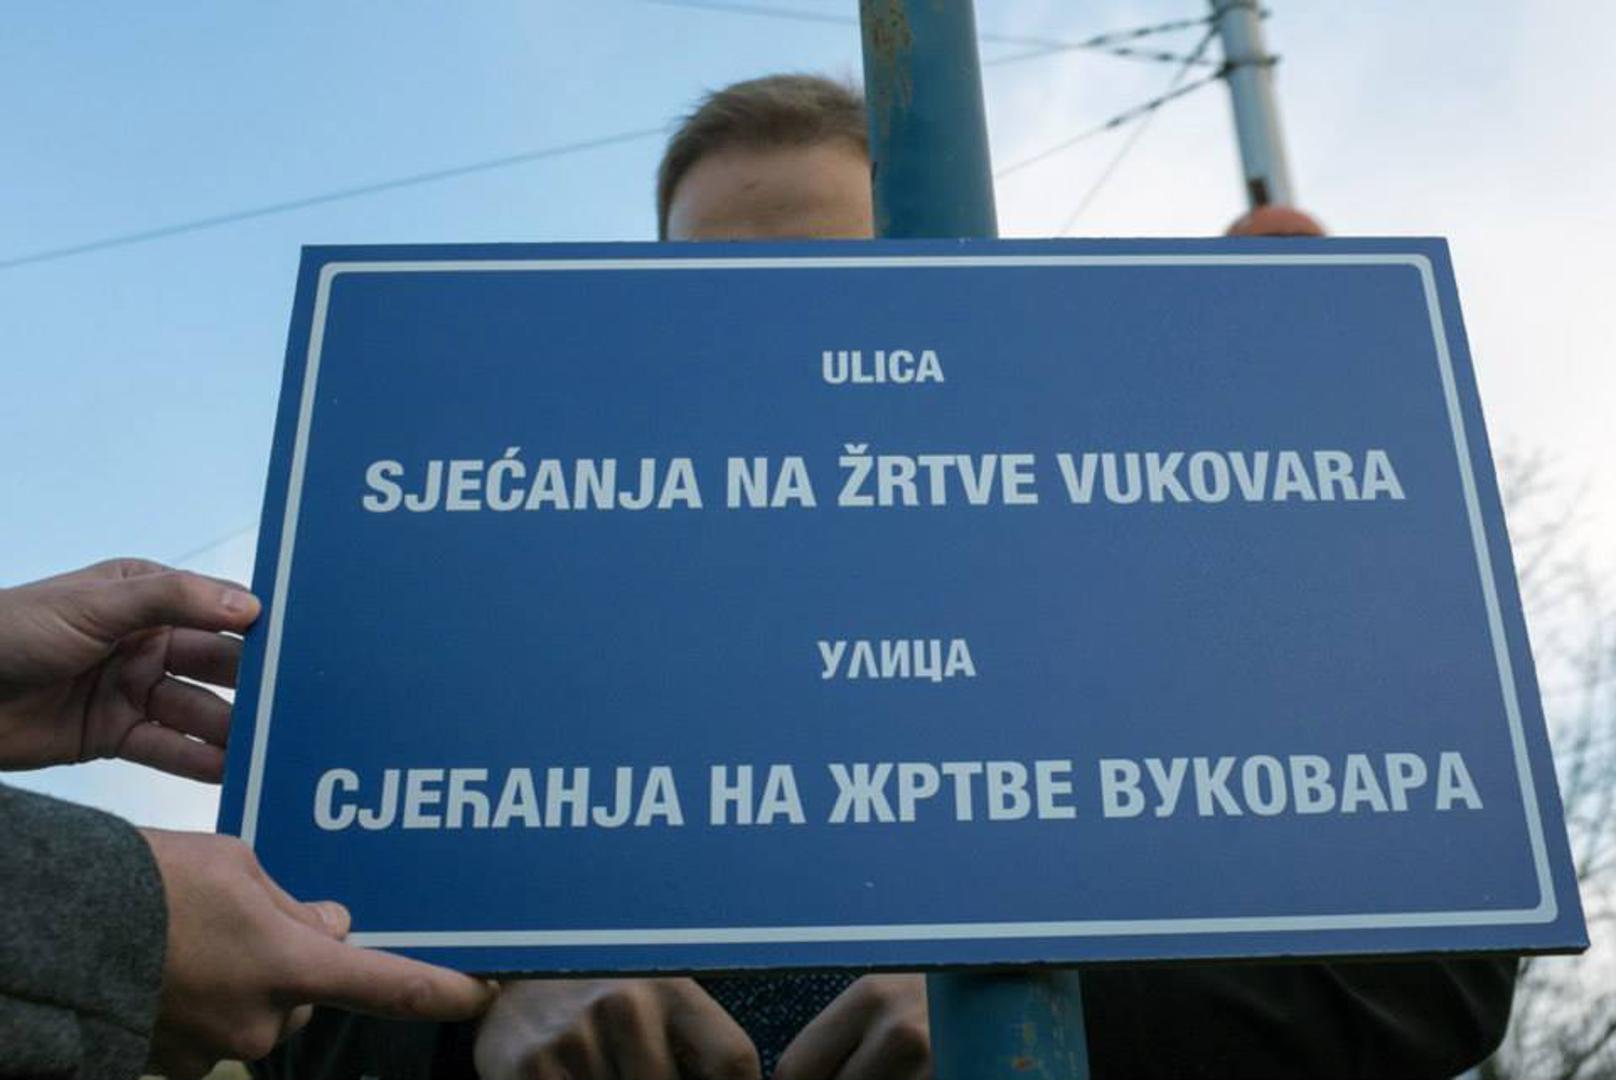 ULICA
SJEĆANJA NA ŽRTVE VUKOVARA
УЛИЦА
СЈЕЋАЊА НА ЖРТВЕ ВУКОВАРА